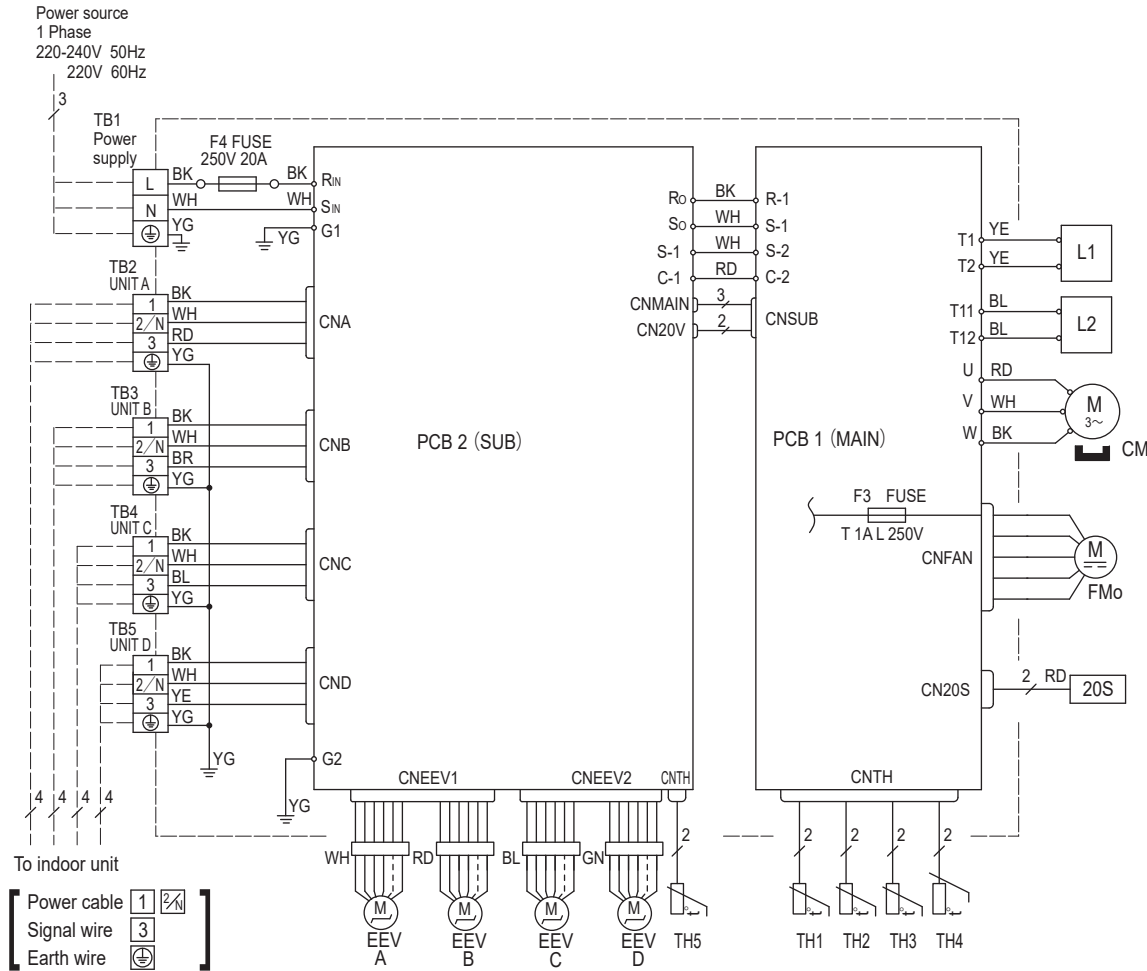 Power source
1 Phase
220-240V 50Hz
220V 60Hz
3
TB1
Power
supply
F4 FUSE
250V 20A
L
BK
BK
RIN
N
WH
WH
SIN
YG
YG
G1
TB2
UNIT A
1
BK
2/N
WH
3
RD
YG
CNA
TB3
UNIT B
1
BK
2/N
WH
3
BR
YG
CNB
TB4
UNIT C
1
BK
2/N
WH
3
BL
YG
CNC
TB5
UNIT D
1
BK
2/N
WH
3
YE
YG
CND
YG
G2
YG
PCB 2 (SUB)
RO
BK
R-1
SO
WH
S-1
S-1
WH
S-2
C-1
RD
C-2
CNMAIN
3
CN20V
2
CNSUB
PCB 1 (MAIN)
T1
YE
T2
YE
L1
T11
BL
T12
BL
L2
U
RD
V
WH
W
BK
M
3~
CM
F3 FUSE
T 1A L 250V
CNFAN
M
FMo
CN20S
2
RD
20S
CNEEV1
CNEEV2
CNTH
CNTH
WH
RD
BL
GN
2
2
2
2
2
M
M
M
M
EEV
A
EEV
B
EEV
C
EEV
D
t°
t°
t°
t°
t°
TH5
TH1
TH2
TH3
TH4
4
4
4
4
To indoor unit
Power cable 1 2/N
Signal wire 3
Earth wire